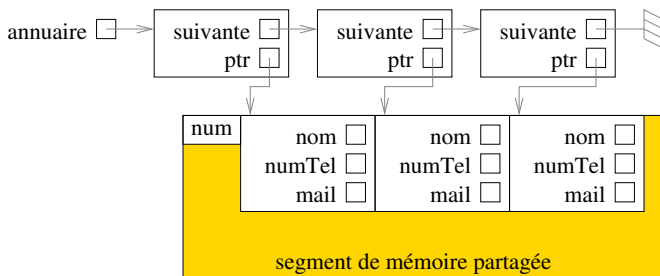 annuaire suivante suivante suivante
ptr ptr ptr
num nom nom nom
numTel numTel numTel
mail mail mail
segment de mémoire partagée